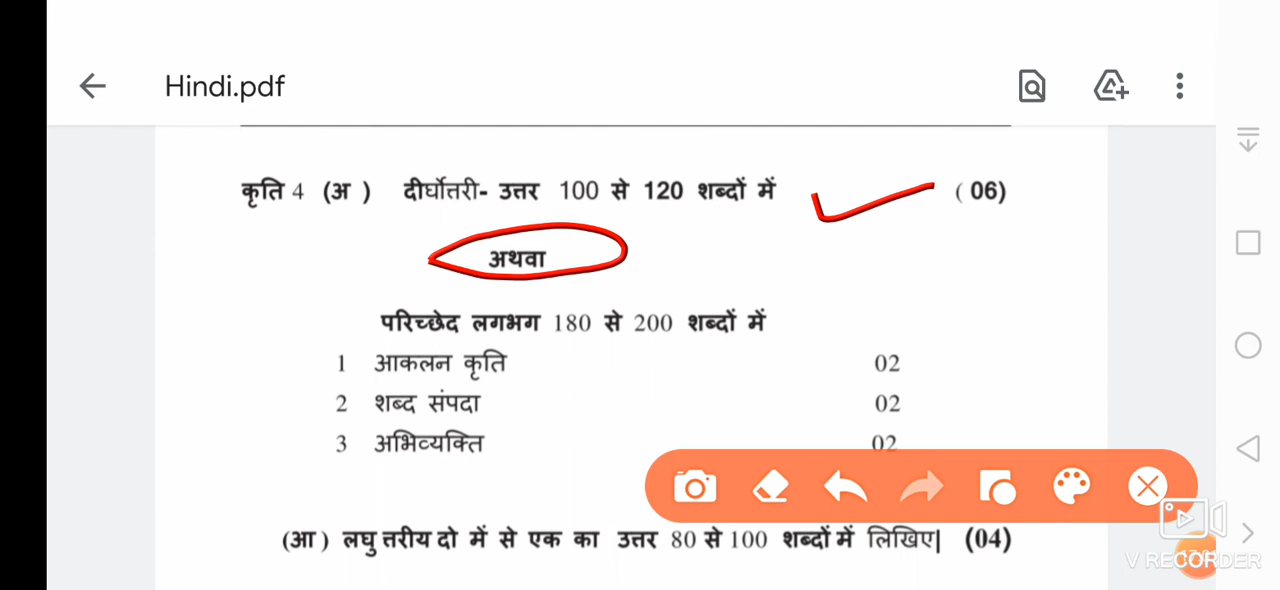 Hindi.pdf
कृति 4 (अ ) दीर्घोत्तरी- उत्तर 100 से 120 शब्दों में ( 06)
अथवा
परिच्छेद लगभग 180 से 200 शब्दों में
1 आकलन कृति 02
2 शब्द संपदा 02
3 अभिव्यक्ति 02
(आ ) लघु त्तरीय दो में से एक का उत्तर 80 से 100 शब्दों में लिखिए| (04)
V RECORDER